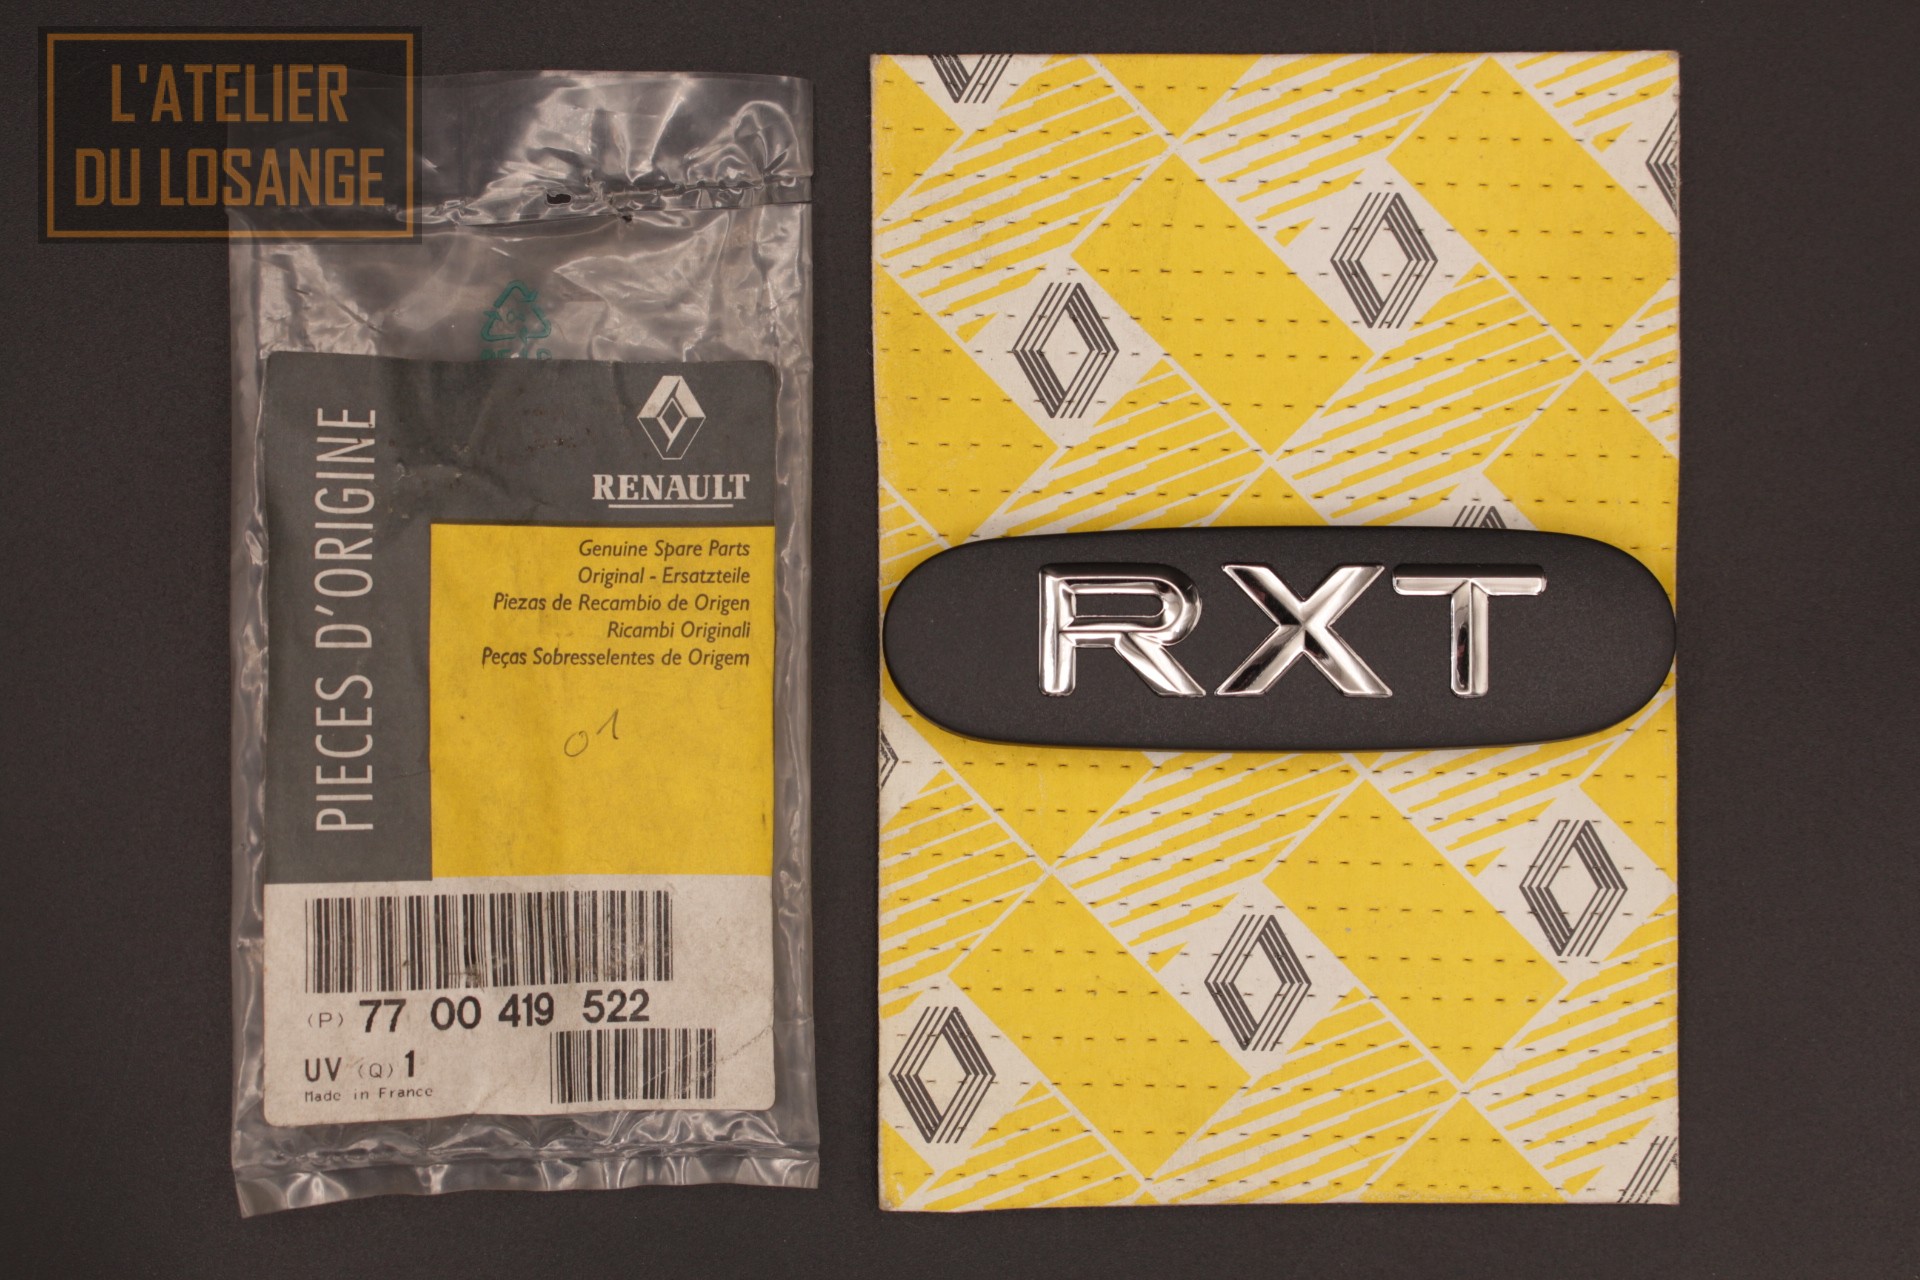 L'ATELIER
DU LOSANGE
PIECES D'ORIGINE
RENAULT
Genuine Spare Parts
Original - Ersatzteile
Piezas de Recambio de Origen
Ricambi Originali
Peças Sobresselentes de Origem
01
(P) 77 00 419 522
UV (Q) 1
Made in France
RXT